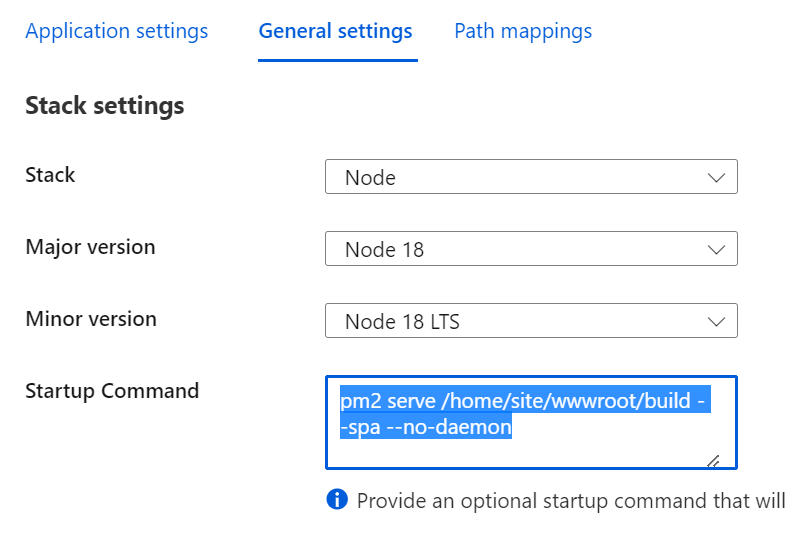 Application settings General settings Path mappings
Stack settings
Stack Node
Major version Node 18
Minor version Node 18 LTS
Startup Command pm2 serve /home/site/wwwroot/build -
-spa --no-daemon
Provide an optional startup command that will